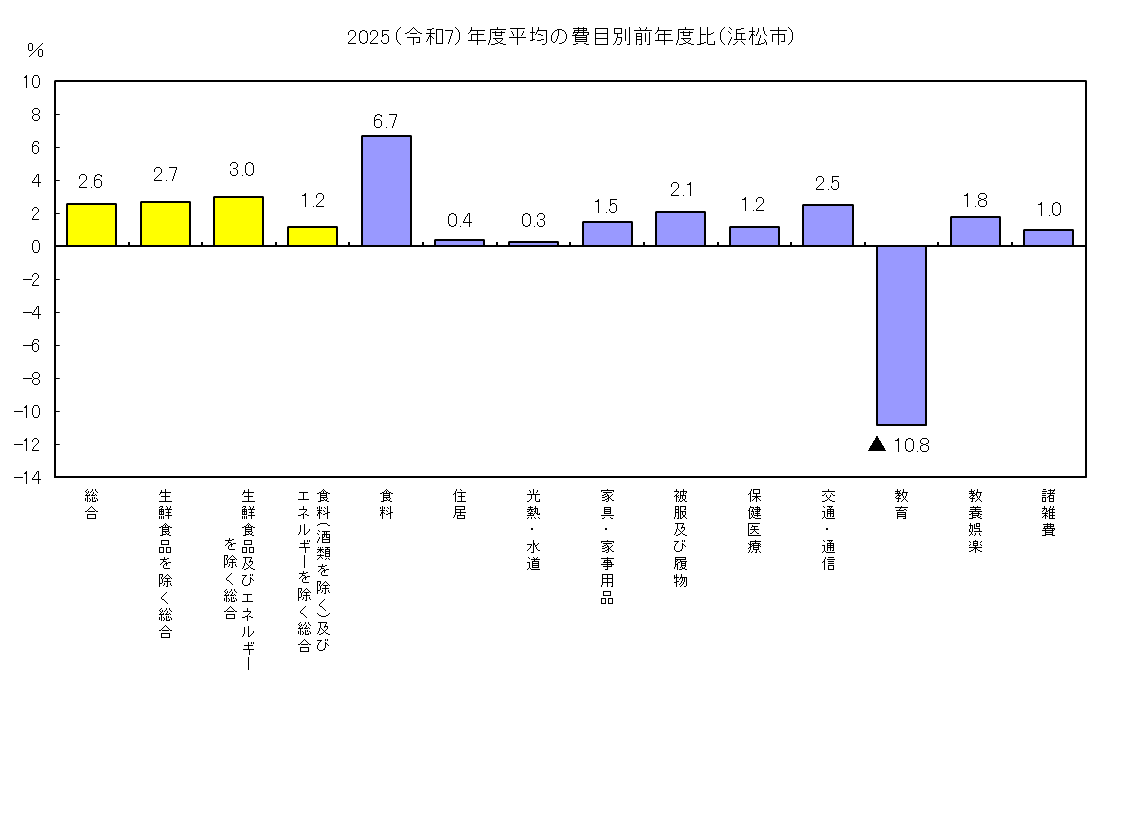 2025(令和7)年度平均の費目別前年度比(浜松市)
%
10
8
6
4
2
0
-2
-4
-6
-8
-10
-12
-14
2.6
2.7
3.0
1.2
6.7
0.4
0.3
1.5
2.1
1.2
2.5
▲ 10.8
1.8
1.0
総合
生鮮食品を除く総合
生鮮食品及びエネルギー
を除く総合
食料(酒類を除く)及び
エネルギーを除く総合
食料
住居
光熱・水道
家具・家事用品
被服及び履物
保健医療
交通・通信
教育
教養娯楽
諸雑費